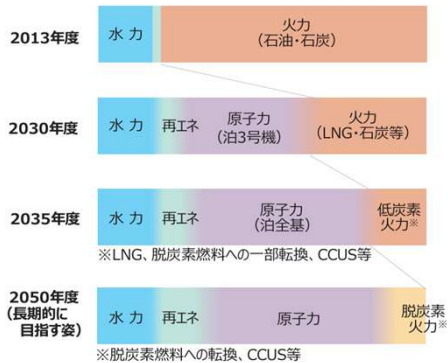 2013年度
水 力
火力
(石油・石炭)
2030年度
水 力
再エネ
原子力
(泊3号機)
火力
(LNG・石炭等)
2035年度
水 力
再エネ
原子力
(泊全基)
低炭素
火力※
※LNG、脱炭素燃料への一部転換、CCUS等
2050年度
(長期的に
目指す姿)
水 力
再エネ
原子力
脱炭素
火力※
※脱炭素燃料への転換、CCUS等